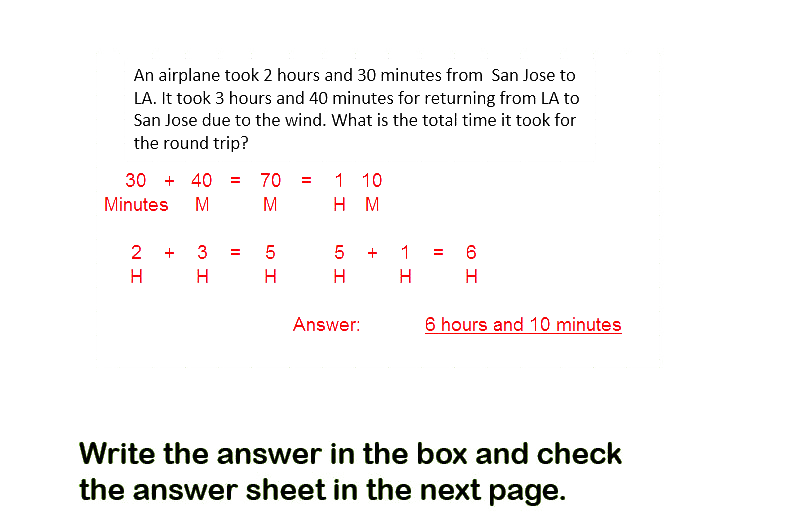 An airplane took 2 hours and 30 minutes from San Jose to
LA. It took 3 hours and 40 minutes for returning from LA to
San Jose due to the wind. What is the total time it took for
the round trip?
30 + 40 = 70 = 1 10
Minutes M M H M
2 + 3 = 5 5 + 1 = 6
H H H H H H
Answer: 6 hours and 10 minutes
Write the answer in the box and check
the answer sheet in the next page.